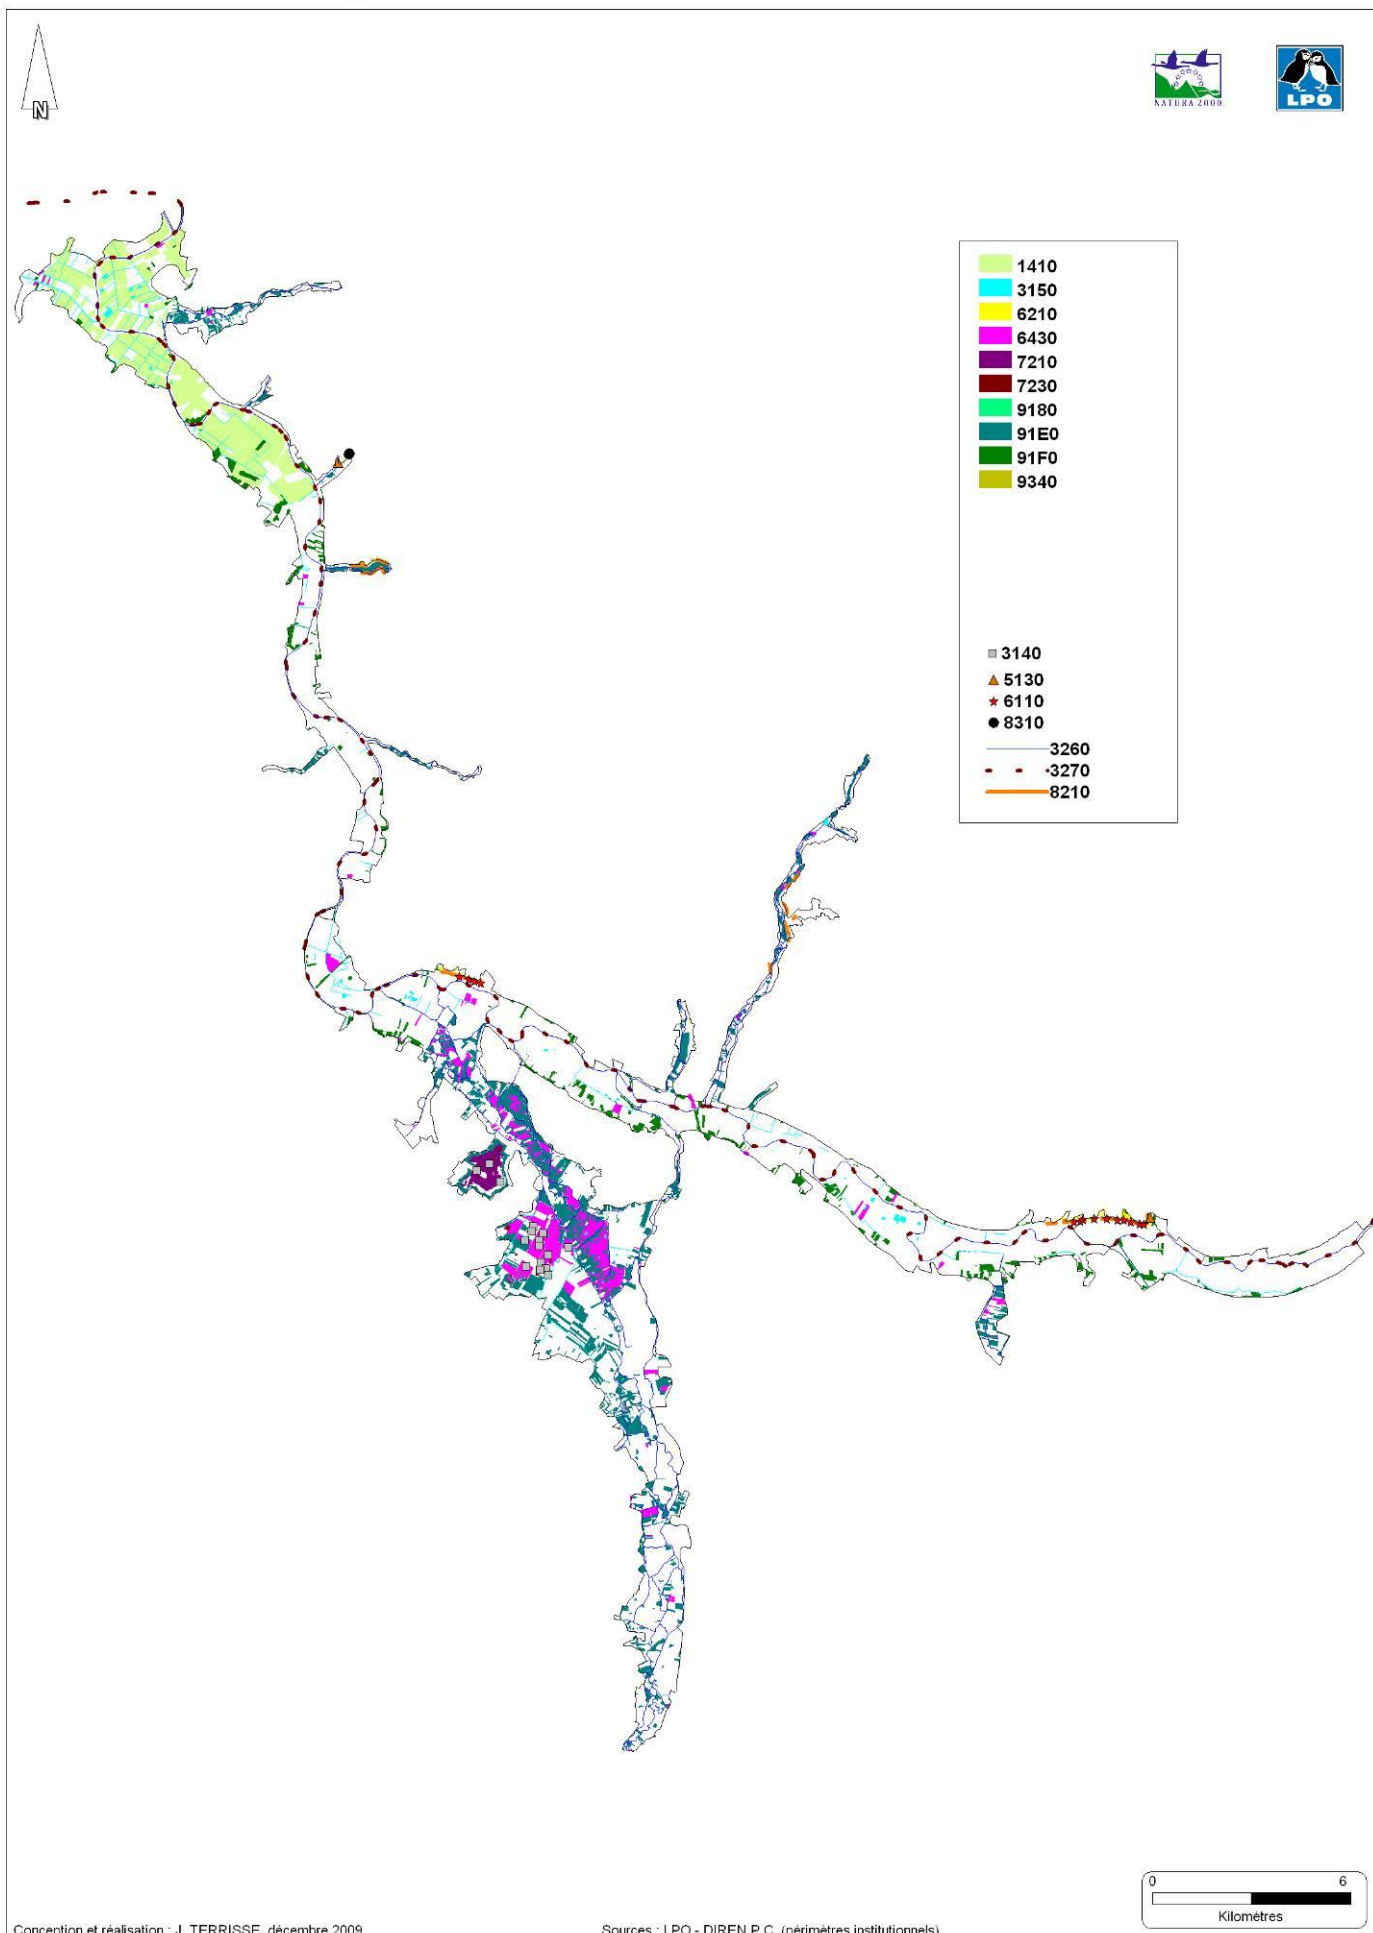 N
NATURA 2000
LPO
1410
3150
6210
6430
7210
7230
9180
91E0
91F0
9340
3140
5130
6110
8310
3260
3270
8210
0 6
Kilomètres
Conception et réalisation : J. TERRISSE, décembre 2009
Sources : LPO - DIREN P.C. (périmètres institutionnels)